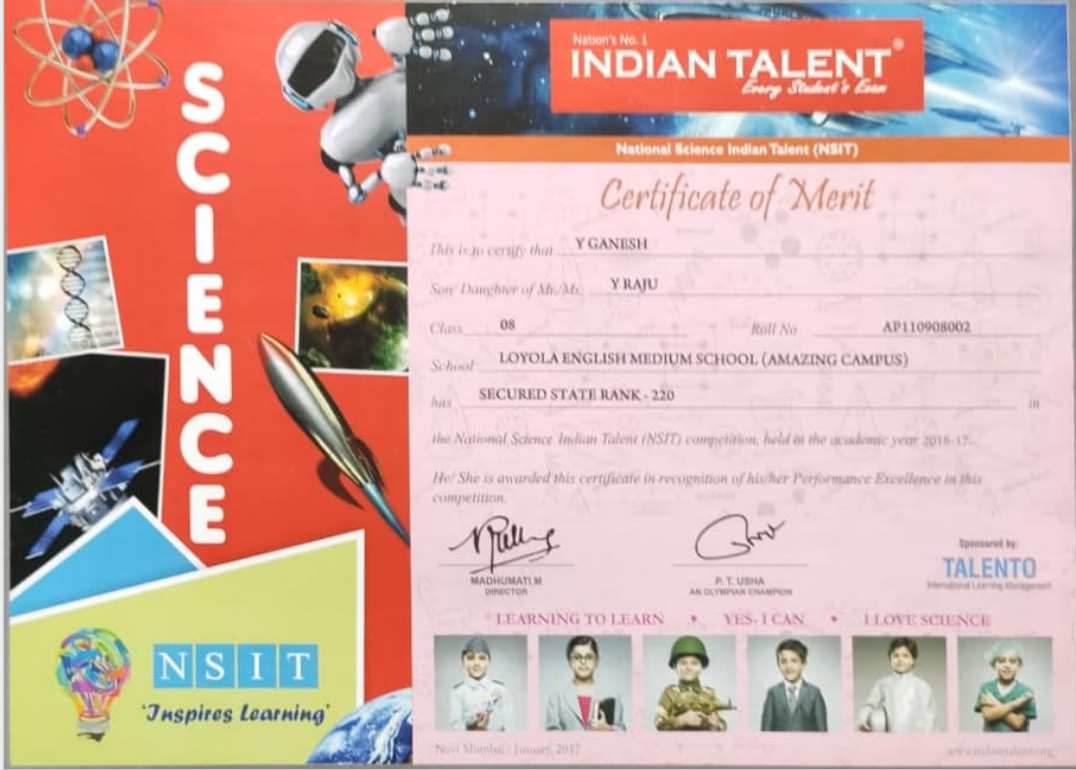 SCIENCE
NSIT
'Inspires Learning'
Nation's No. 1
INDIAN TALENT®
Every Student's Exam
National Science Indian Talent (NSIT)
Certificate of Merit
This is to certify that Y GANESH
Son/ Daughter of Mr./Ms. Y RAJU
Class 08 Roll No AP110908002
School LOYOLA ENGLISH MEDIUM SCHOOL (AMAZING CAMPUS)
has SECURED STATE RANK - 220 in
the National Science Indian Talent (NSIT) competition, held in the academic year 2016-17.
He/ She is awarded this certificate in recognition of his/her Performance Excellence in this
competition.
MADHUMATI M
DIRECTOR
P. T. USHA
AN OLYMPIAN CHAMPION
Sponsored by:
TALENTO
International Learning Management
LEARNING TO LEARN • YES- I CAN • I LOVE SCIENCE
Navi Mumbai / January, 2017
www.indiantalent.org